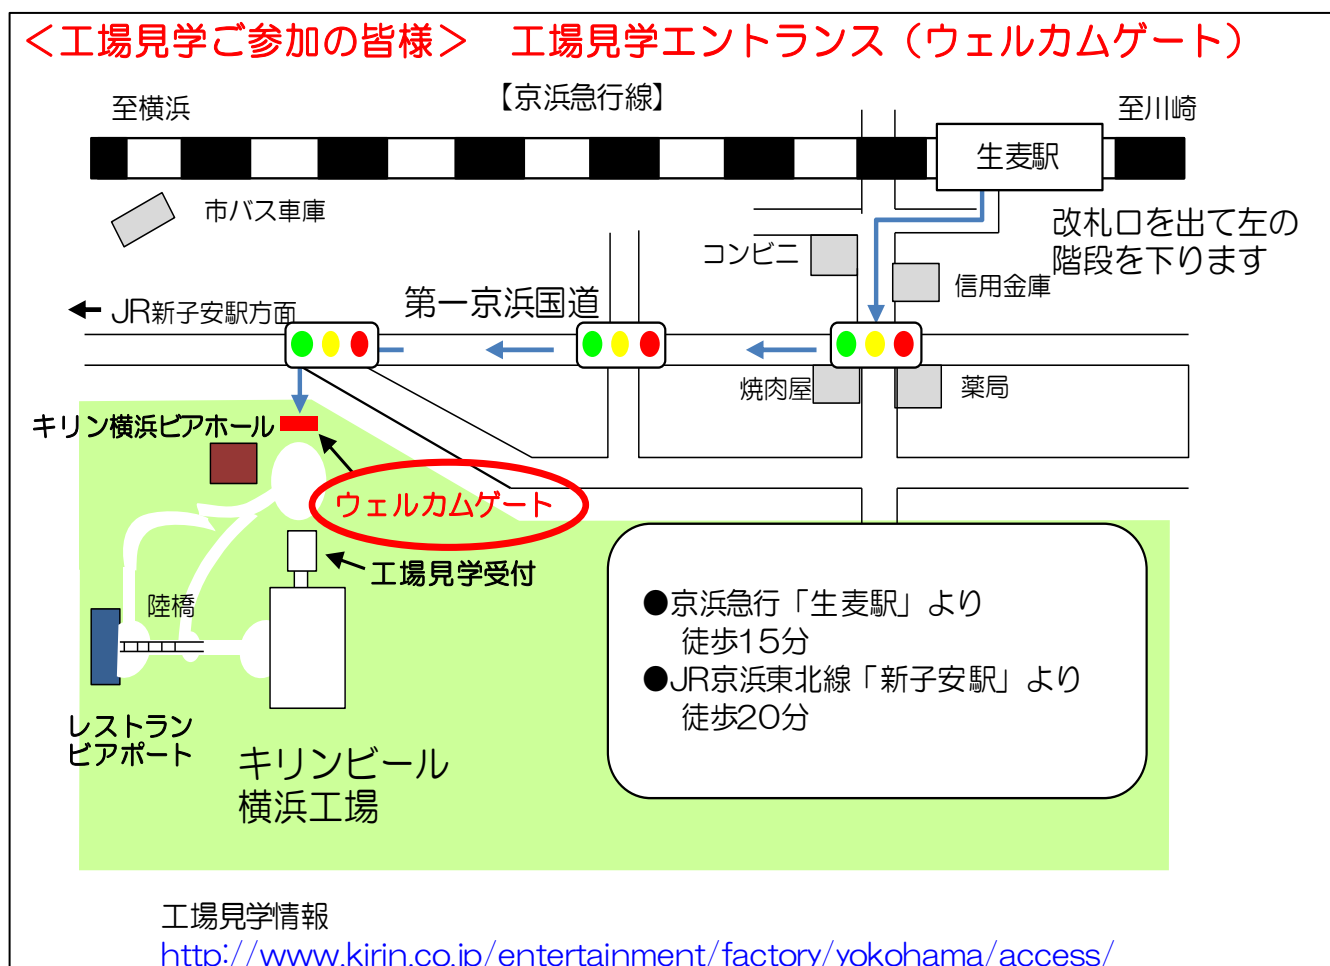 ＜工場見学ご参加の皆様＞　工場見学エントランス（ウェルカムゲート）
【京浜急行線】
至横浜
至川崎
生麦駅
市バス車庫
改札口を出て左の
階段を下ります
コンビニ
信用金庫
← JR新子安駅方面
第一京浜国道
焼肉屋
薬局
キリン横浜ビアホール
ウェルカムゲート
工場見学受付
陸橋
●京浜急行「生麦駅」より
徒歩15分
●JR京浜東北線「新子安駅」より
徒歩20分
レストラン
ビアポート
キリンビール
横浜工場
工場見学情報
http://www.kirin.co.jp/entertainment/factory/yokohama/access/